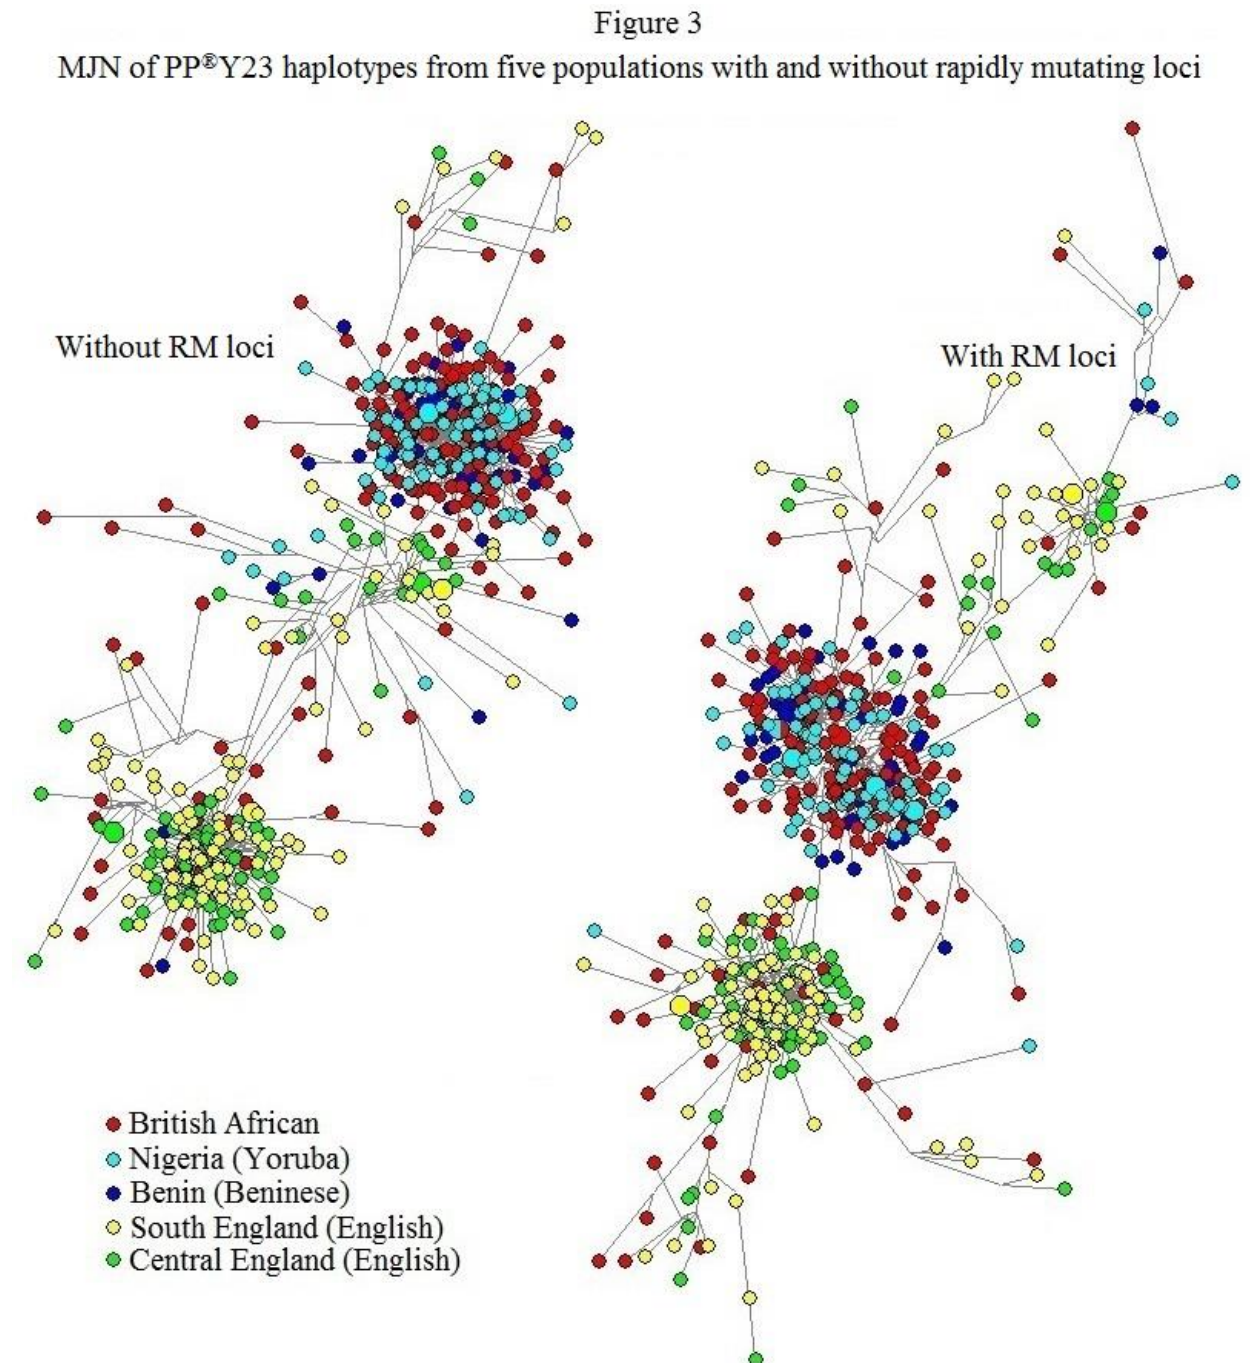 Figure 3
MJN of PP®Y23 haplotypes from five populations with and without rapidly mutating loci
Without RM loci
With RM loci
British African
Nigeria (Yoruba)
Benin (Beninese)
South England (English)
Central England (English)